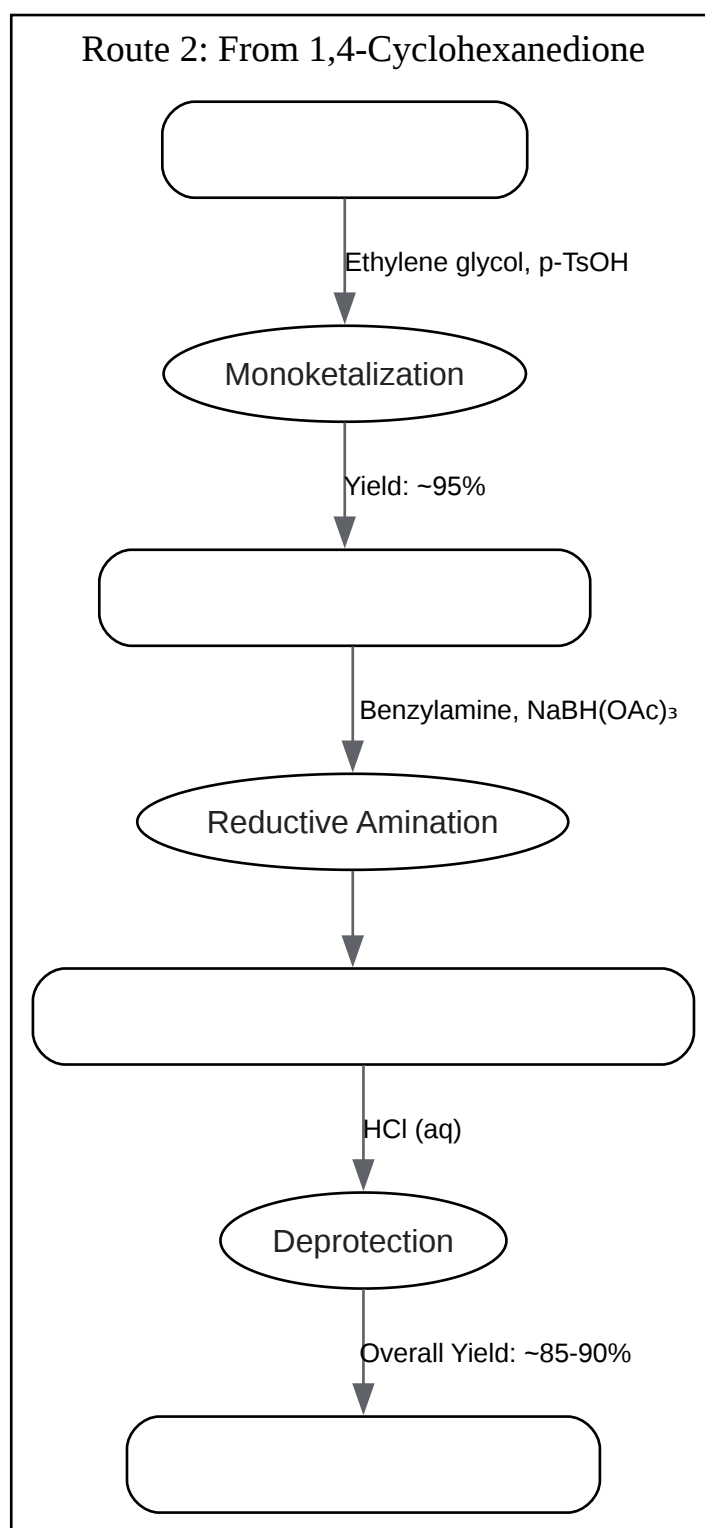 Route 2: From 1,4-Cyclohexanedione
Ethylene glycol, p-TsOH
Monoketalization
Yield: ~95%
Benzylamine, NaBH(OAc)₃
Reductive Amination
HCl (aq)
Deprotection
Overall Yield: ~85-90%